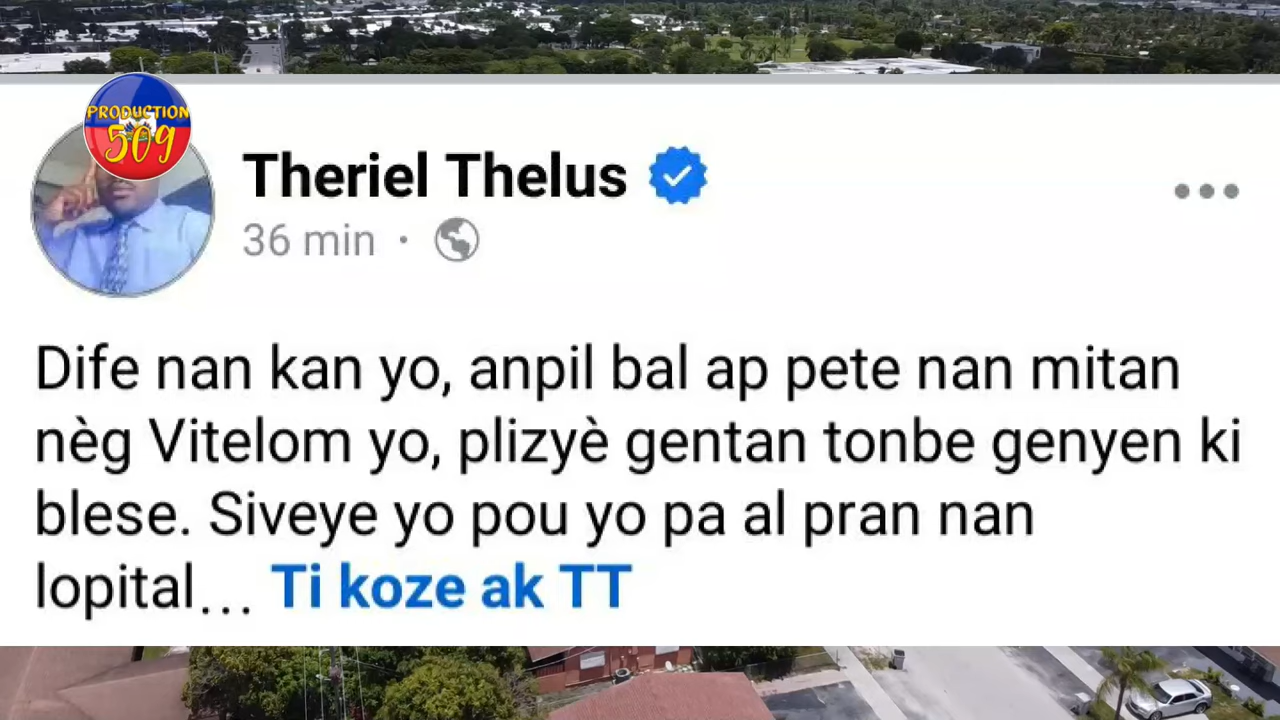 PRODUCTION
509
Theriel Thelus
36 min ·
Dife nan kan yo, anpil bal ap pete nan mitan
nèg Vitelom yo, plizyè gentan tonbe genyen ki
blese. Siveye yo pou yo pa al pran nan
lopital... Ti koze ak TT